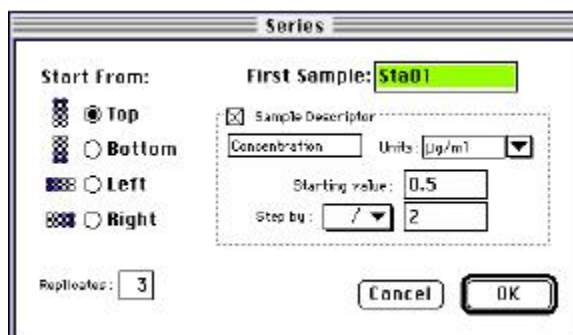 Series
Start From:
First Sample: Sta01
Top
Bottom
Left
Right
Sample Descriptor
Concentration
Units: µg/ml
Starting value: 0.5
Step by: / 2
Replicates: 3
Cancel
OK